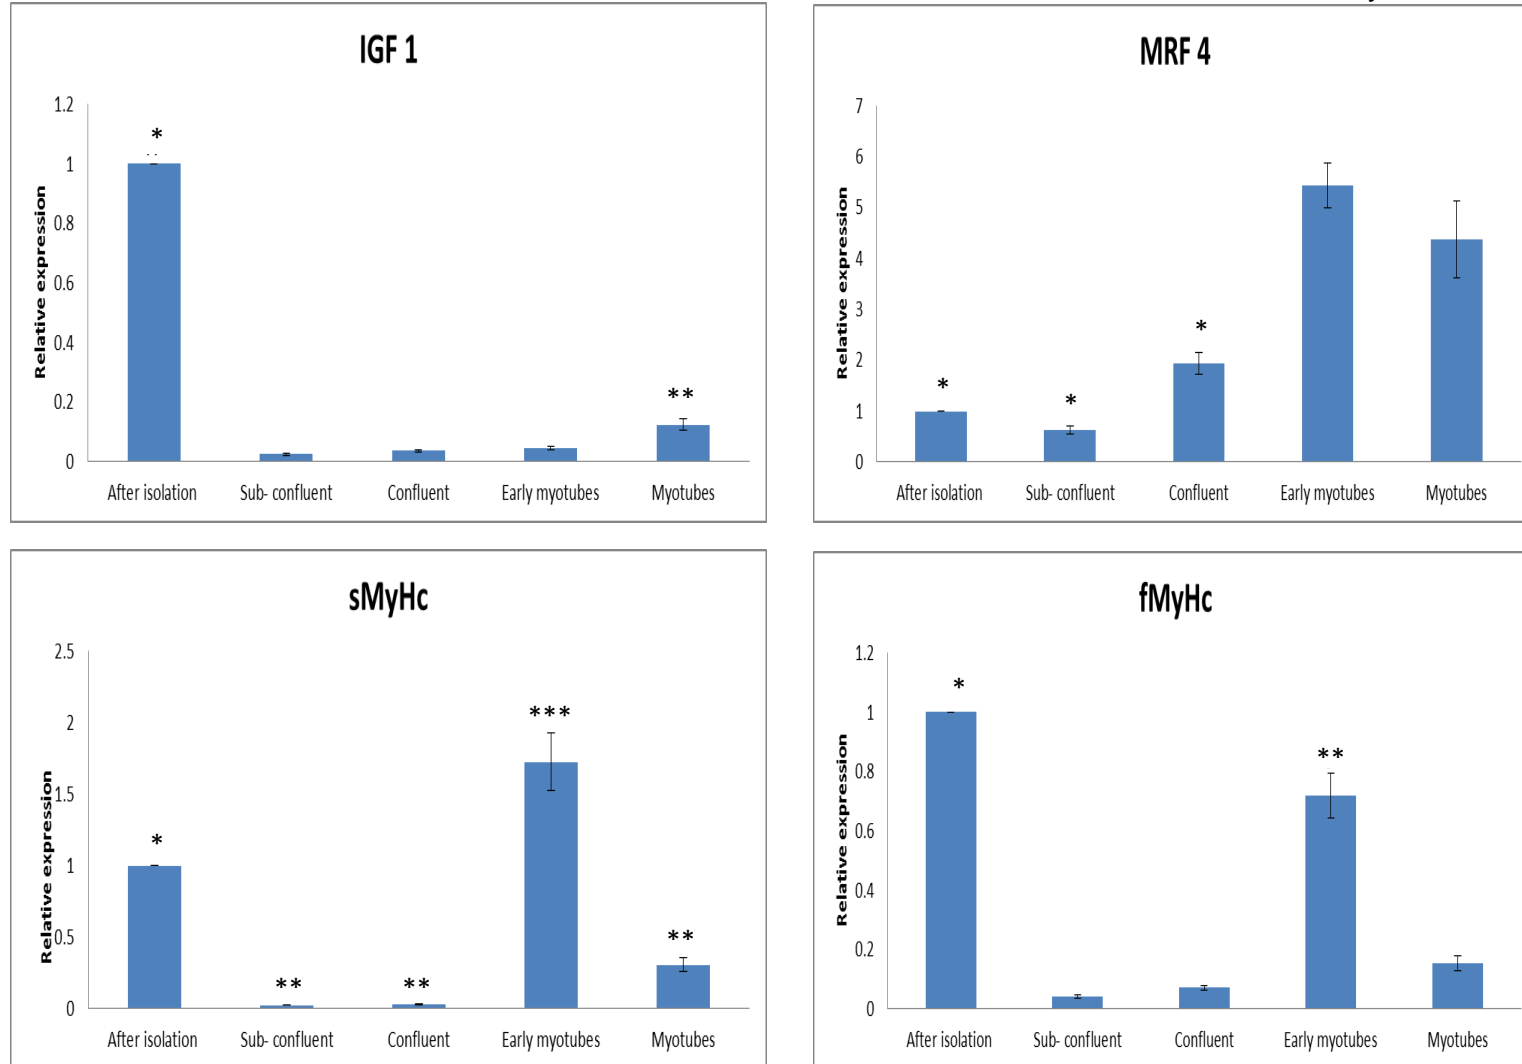 IGF 1
Relative expression
1.2
1
0.8
0.6
0.4
0.2
0
*
**
After isolation Sub- confluent Confluent Early myotubes Myotubes
MRF 4
Relative expression
7
6
5
4
3
2
1
0
* * *
After isolation Sub- confluent Confluent Early myotubes Myotubes
sMyHc
Relative expression
2.5
2
1.5
1
0.5
0
* ** ** *** **
After isolation Sub- confluent Confluent Early myotubes Myotubes
fMyHc
Relative expression
1.2
1
0.8
0.6
0.4
0.2
0
* **
After isolation Sub- confluent Confluent Early myotubes Myotubes